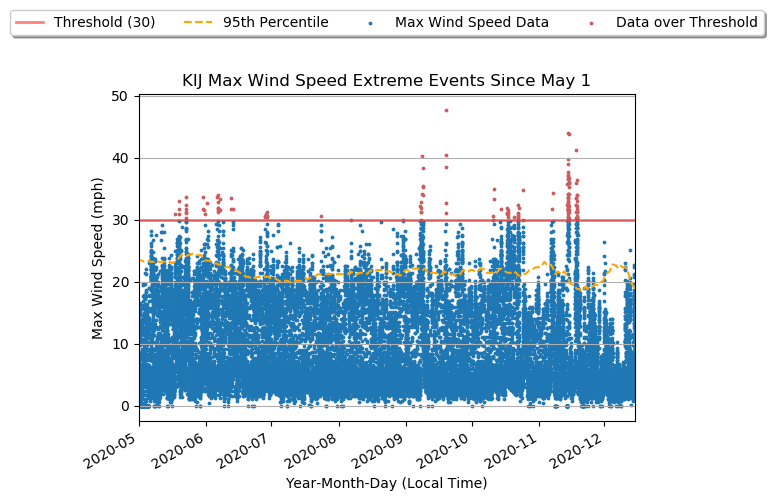 Threshold (30) 95th Percentile Max Wind Speed Data Data over Threshold
KIJ Max Wind Speed Extreme Events Since May 1
Max Wind Speed (mph)
50
40
30
20
10
0
2020-05 2020-06 2020-07 2020-08 2020-09 2020-10 2020-11 2020-12
Year-Month-Day (Local Time)